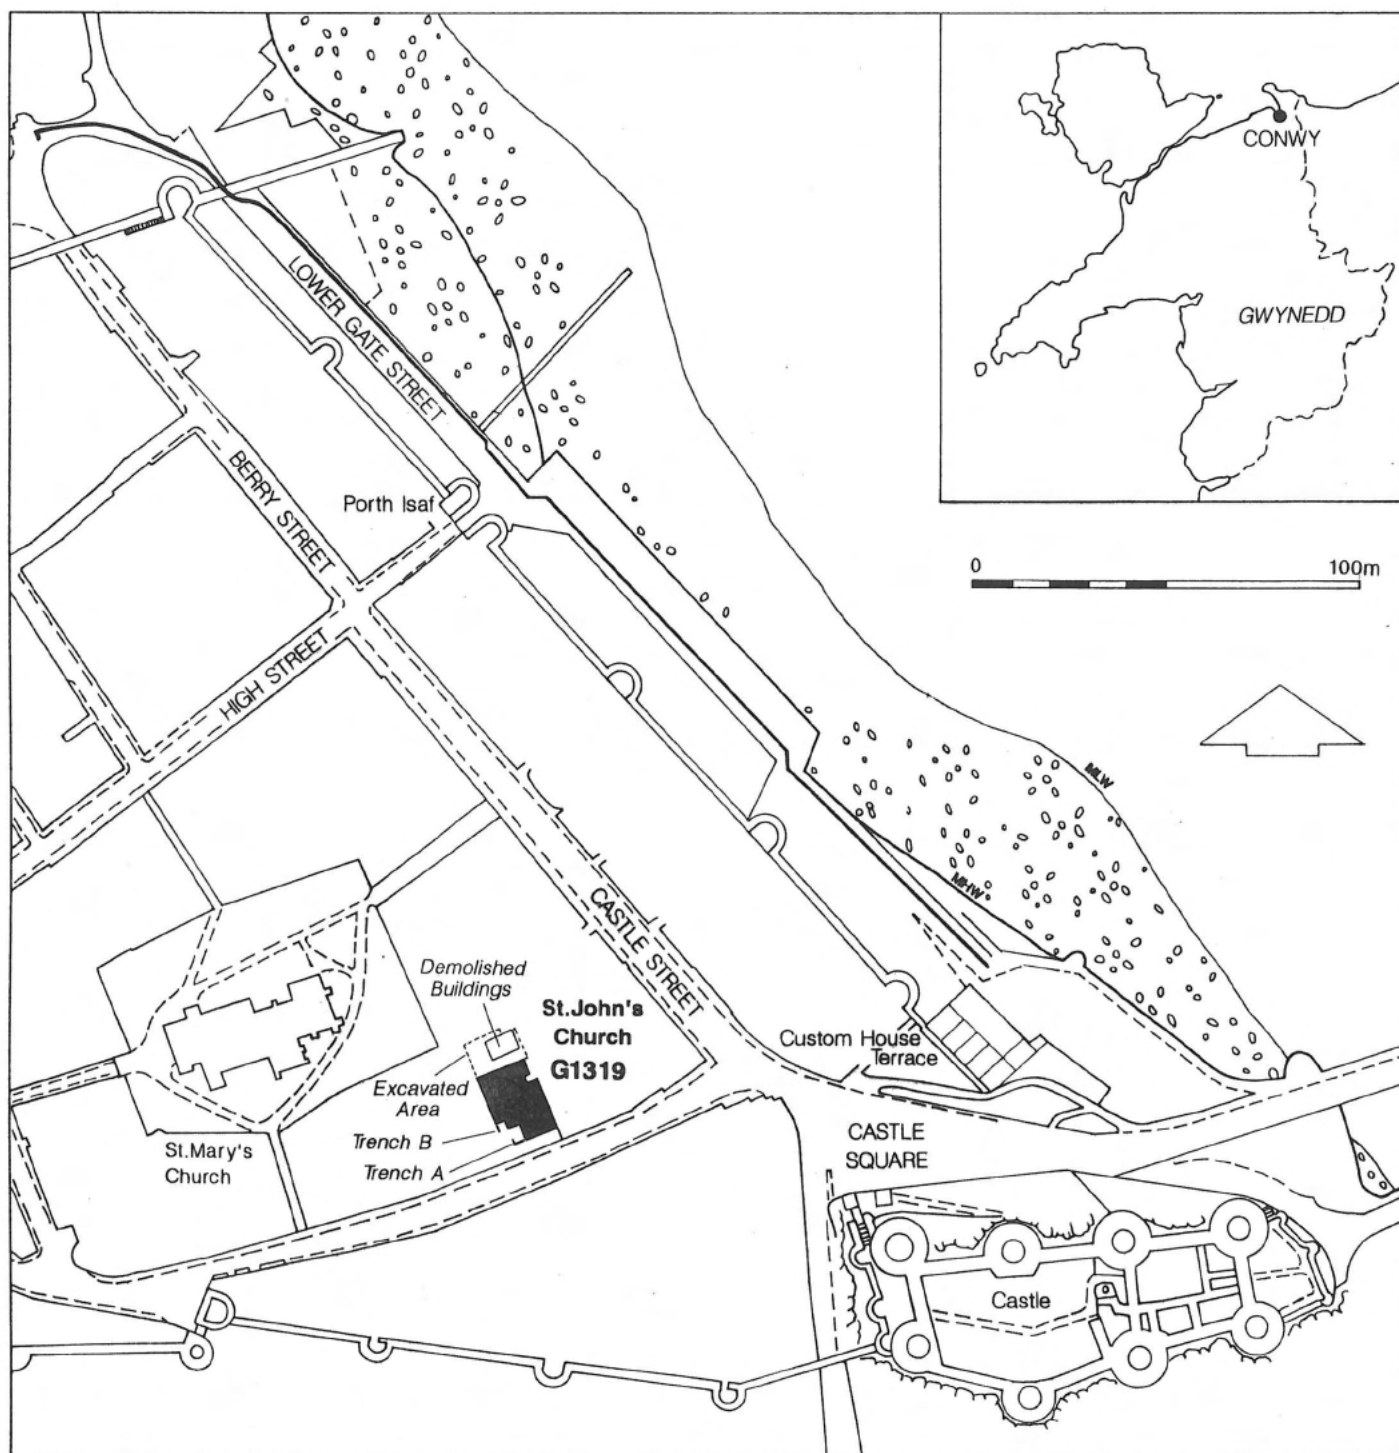 CONWY
GWYNEDD
0 100m
LOWER GATE STREET
BERRY STREET
Porth Isaf
HIGH STREET
MLW
MHW
CASTLE STREET
Demolished
Buildings
St.John's
Church
G1319
Excavated
Area
Trench B
Trench A
St.Mary's
Church
Custom House
Terrace
CASTLE
SQUARE
Castle